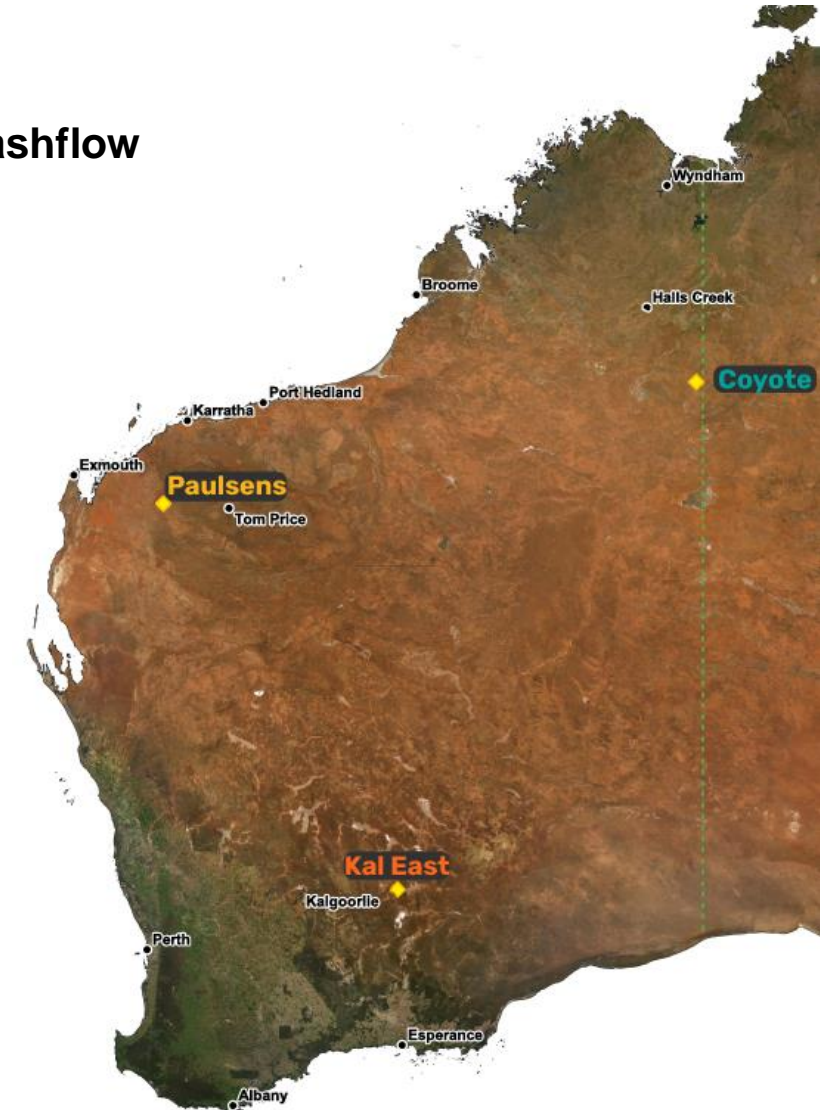 ashflow
Wyndham
Broome
Halls Creek
Coyote
Port Hedland
Karratha
Exmouth
Paulsens
Tom Price
Kal East
Kalgoorlie
Perth
Esperance
Albany